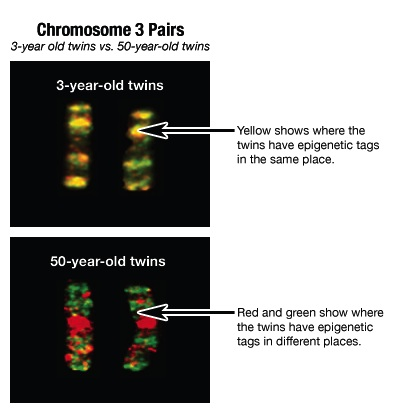 Chromosome 3 Pairs
3-year old twins vs. 50-year-old twins
3-year-old twins
Yellow shows where the
twins have epigenetic tags
in the same place.
50-year-old twins
Red and green show where
the twins have epigenetic
tags in different places.